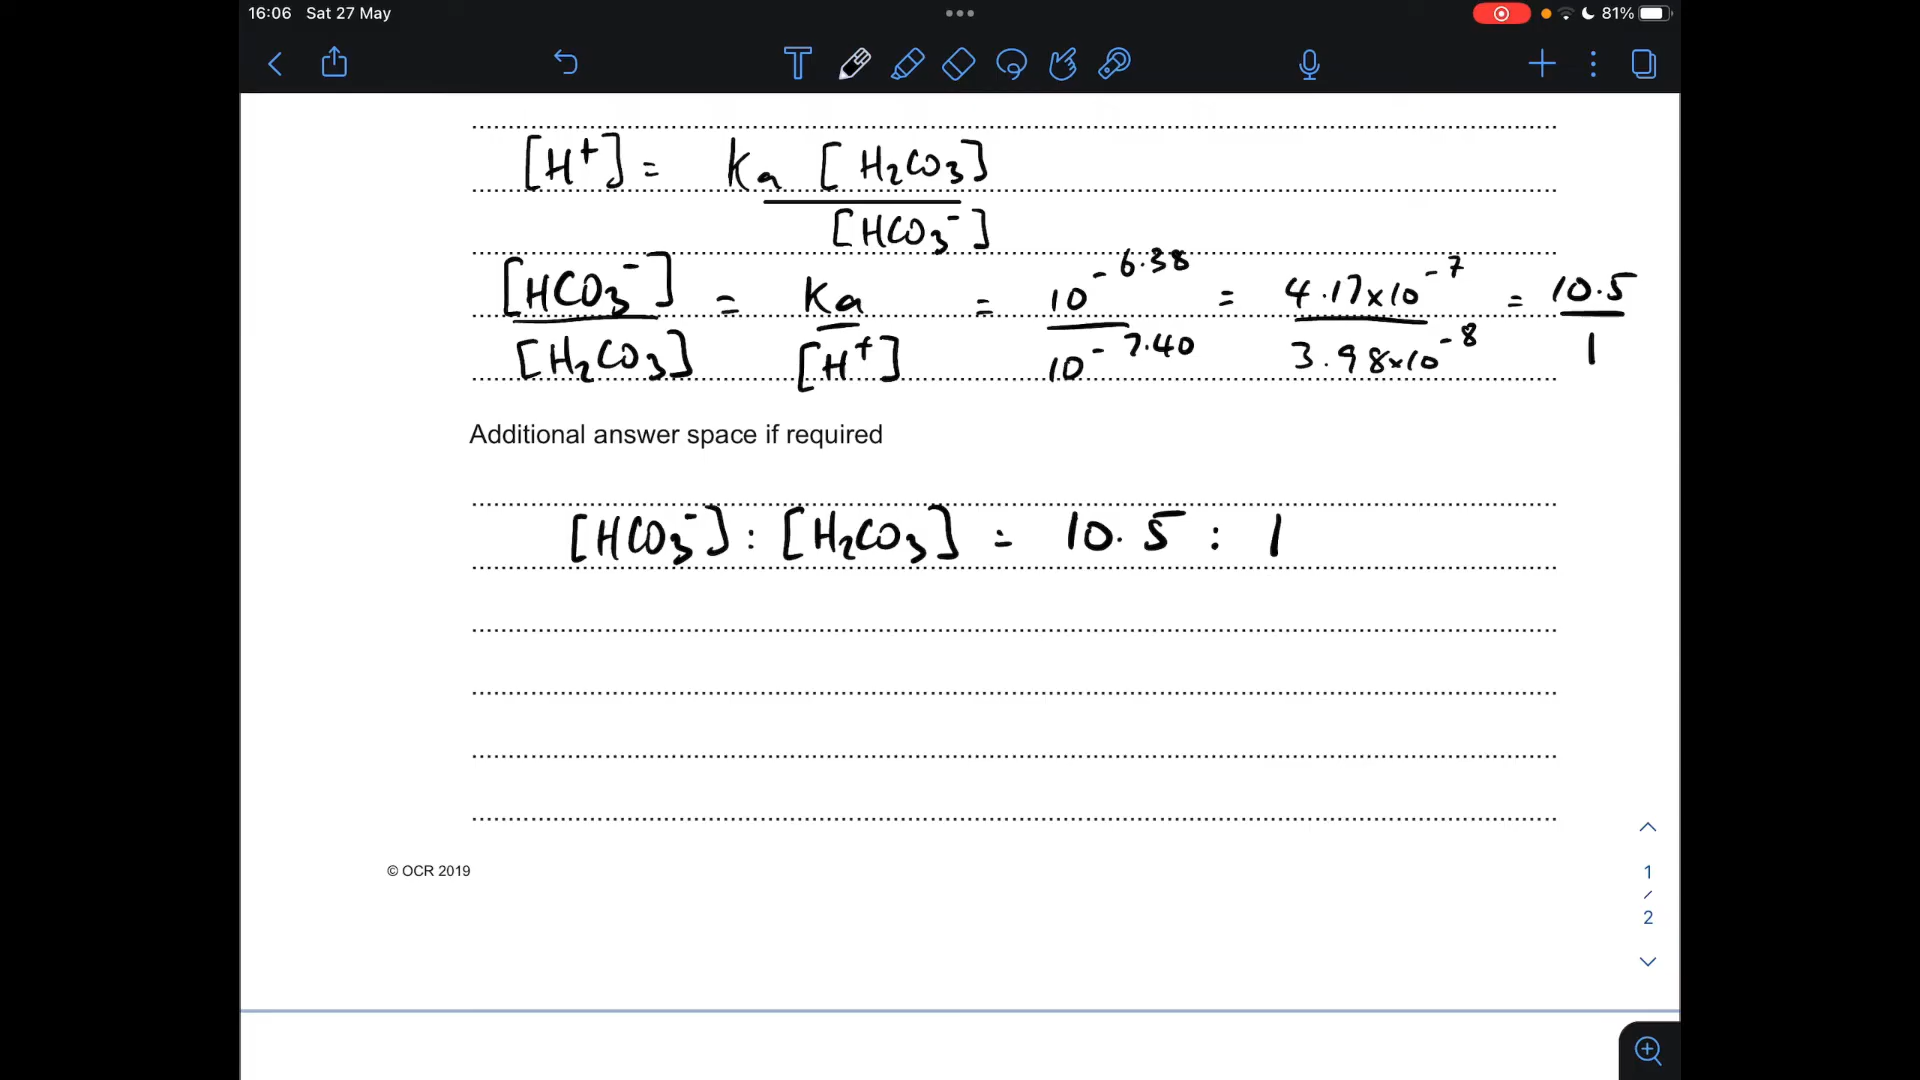 16:06 Sat 27 May 81%
[H⁺] = Ka [H₂CO₃]
[HCO₃⁻]
[HCO₃⁻] = Ka = 10^-6.38 = 4.17×10^-7 = 10.5
[H₂CO₃] [H⁺] 10^-7.40 3.98×10^-8 1
Additional answer space if required
[HCO₃⁻] : [H₂CO₃] = 10.5 : 1
© OCR 2019
1
/
2